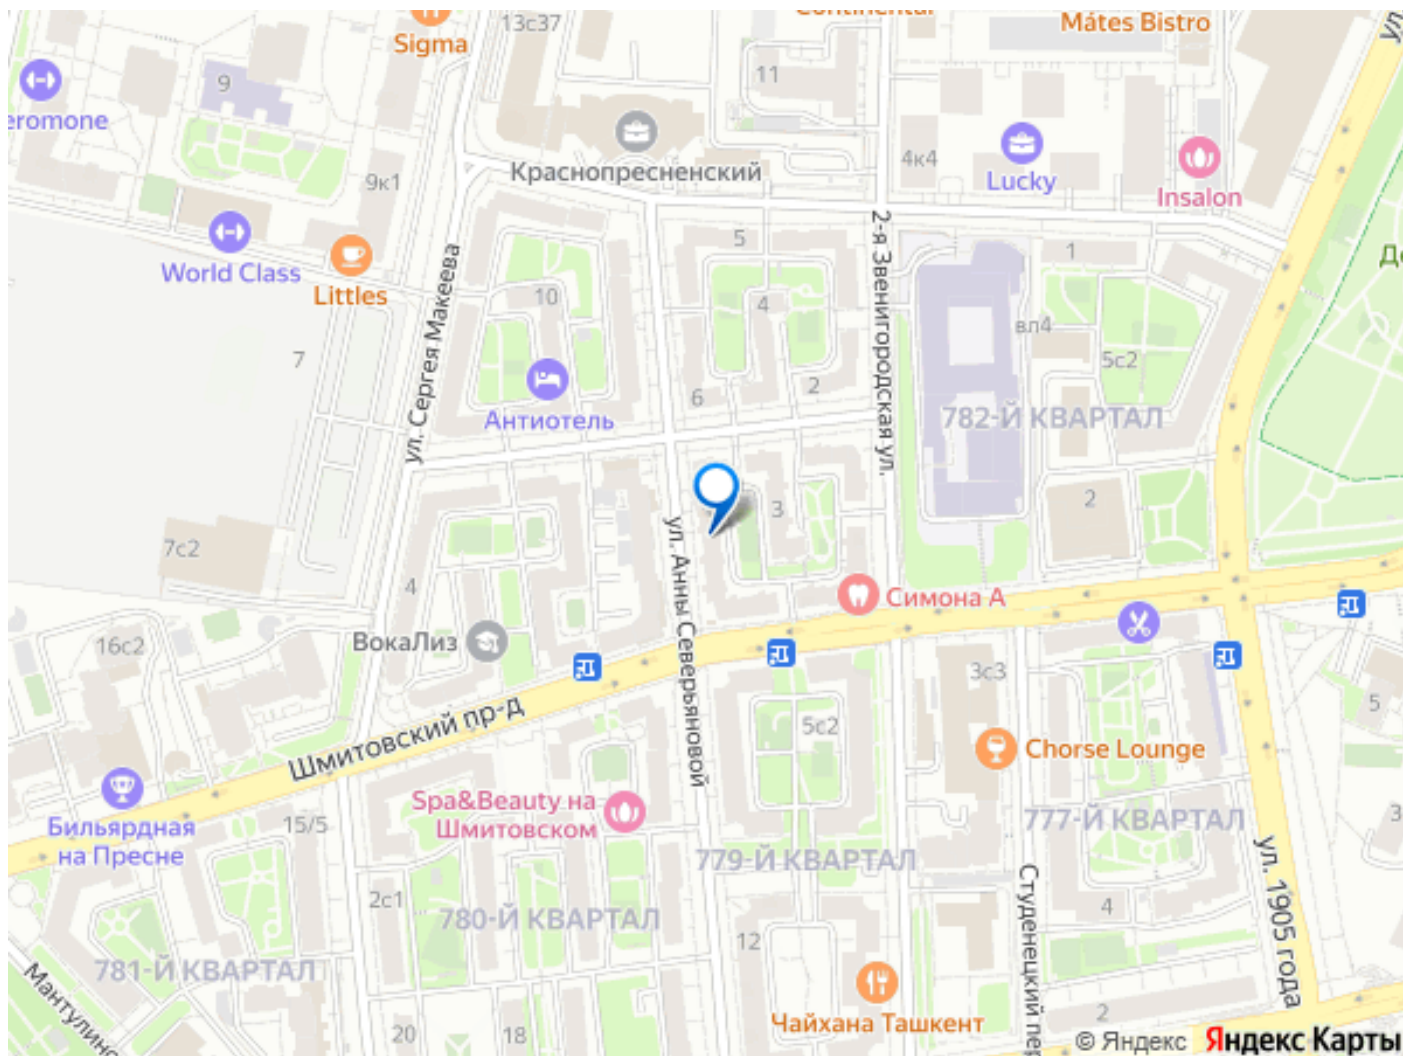 13с37
Continental
Mátes Bistro
Sigma
11
9
eromone
4к4
Краснопресненский
Lucky
Insalon
9к1
2-я Звенигородская ул.
5
1
World Class
ул. Сергея Макеева
Littles
10
4
вл4
7
5с2
2
6
Антиотель
782-Й КВАРТАЛ
2
3
7с2
ул. Анны Северьяновой
4
Симона А
16с2
ВокаЛиз
3с3
5
Шмитовский пр-д
5с2
Chorse Lounge
Spa&Beauty на
Шмитовском
Бильярдная
на Пресне
15/5
777-Й КВАРТАЛ
3
779-Й КВАРТАЛ
ул. 1905 года
Студенецкий пер
2с1
780-Й КВАРТАЛ
4
12
781-Й КВАРТАЛ
Мантулинс
Чайхана Ташкент
20
18
2
© Яндекс Яндекс Карты